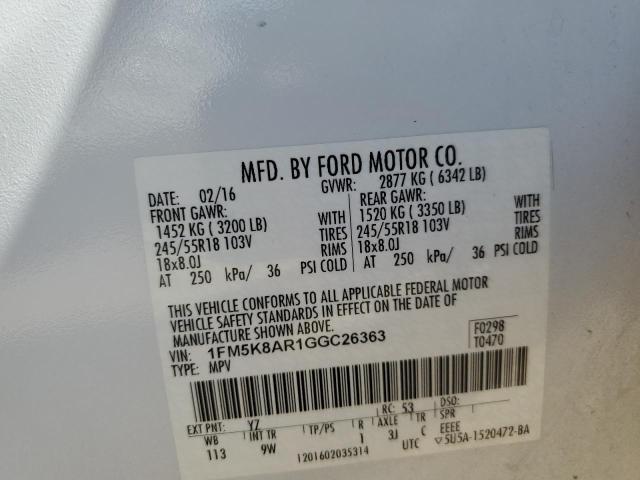 MFD. BY FORD MOTOR CO.
DATE: 02/16 GVWR: 2877 KG ( 6342 LB)
FRONT GAWR: REAR GAWR:
1452 KG ( 3200 LB) WITH 1520 KG ( 3350 LB) WITH
245/55R18 103V TIRES 245/55R18 103V TIRES
18x8.0J RIMS 18x8.0J RIMS
AT 250 kPa/ 36 PSI COLD AT 250 kPa/ 36 PSI COLD
THIS VEHICLE CONFORMS TO ALL APPLICABLE FEDERAL MOTOR
VEHICLE SAFETY STANDARDS IN EFFECT ON THE DATE OF
MANUFACTURE SHOWN ABOVE.
VIN: 1FM5K8AR1GGC26363 F0298
TYPE: MPV T0470
EXT PNT: YZ RC: 53 DSO:
WB INT TR TP/PS R AXLE TR SPR
113 9W 1 3J C EEEE
1201602035314 UTC ▽5U5A-1520472-BA